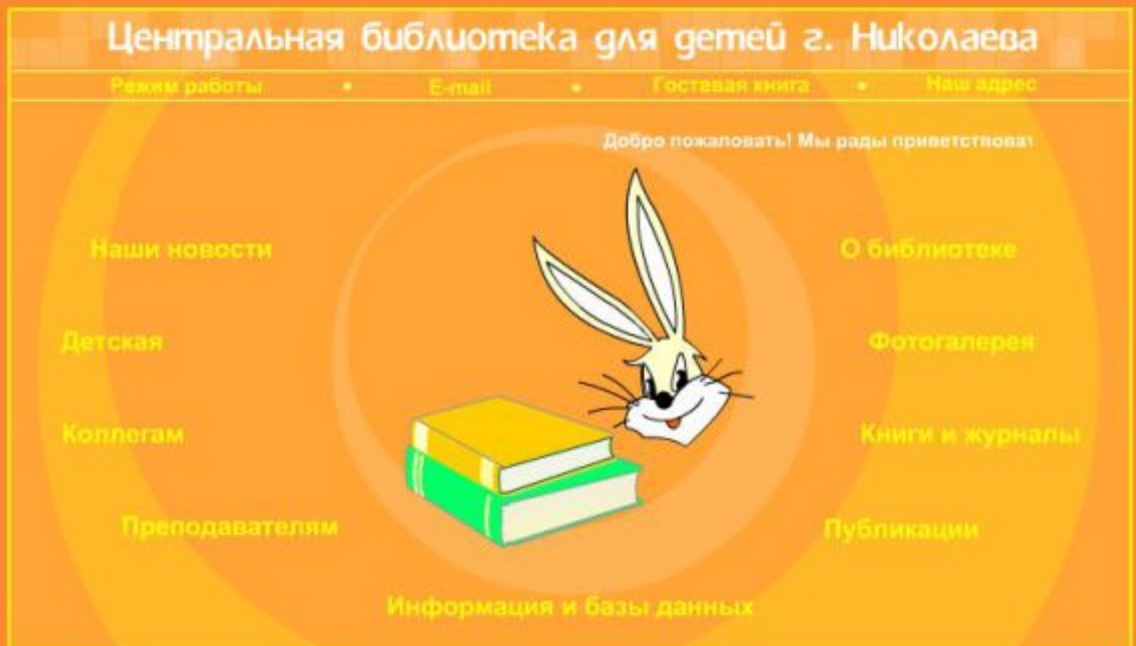 Центральная библиотека для детей г. Николаева
Режим работы • E-mail • Гостевая книга • Наш адрес
Добро пожаловать! Мы рады приветствоват
Наши новости
О библиотеке
Детская
Фотогалерея
Коллегам
Книги и журналы
Преподавателям
Публикации
Информация и базы данных